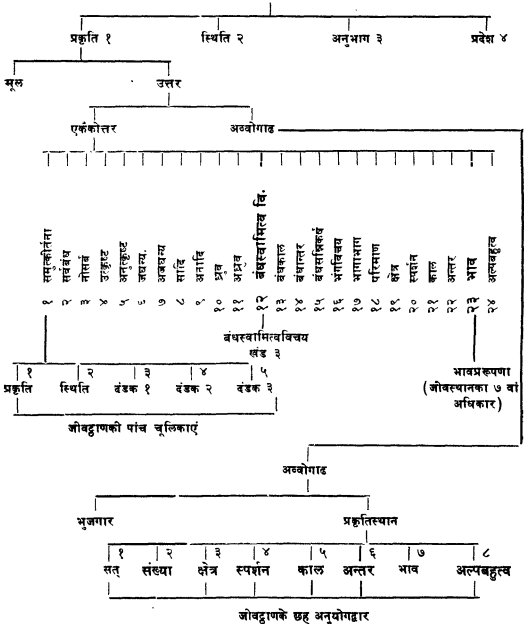 प्रकृति १ स्थिति २ अनुभाग ३ प्रदेश ४
मूल उत्तर
एकैकोत्तर अव्वोगाढ
१ समुत्कीर्तना
२ सर्वबंध
३ नोसर्व
४ उत्कृष्ट
५ अनुत्कृष्ट
६ जघन्य.
७ अजघन्य
८ सादि
९ अनादि
१० ध्रुव
११ अध्रुव
१२ बंधस्वामित्व वि.
१३ बंधकाल
१४ बंधान्तर
१५ बंधसन्निकर्ष
१६ भंगविचय
१७ भागाभाग
१८ परिमाण
१९ क्षेत्र
२० स्पर्शन
२१ काल
२२ अन्तर
२३ भाव
२४ अल्पबहुत्व
बंधस्वामित्वविचय
खंड ३
१ २ ३ ४ ५
प्रकृति स्थिति दंडक १ दंडक २ दंडक ३
जीवट्ठाणकी पांच चूलिकाएं
भावप्ररूपणा
(जीवस्थानका ७ वां
अधिकार)
अव्वोगाढ
भुजगार प्रकृतिस्थान
१ २ ३ ४ ५ ६ ७ ८
सत् संख्या क्षेत्र स्पर्शन काल अन्तर भाव अल्पबहुत्व
जीवट्ठाणके छह अनुयोगद्वार